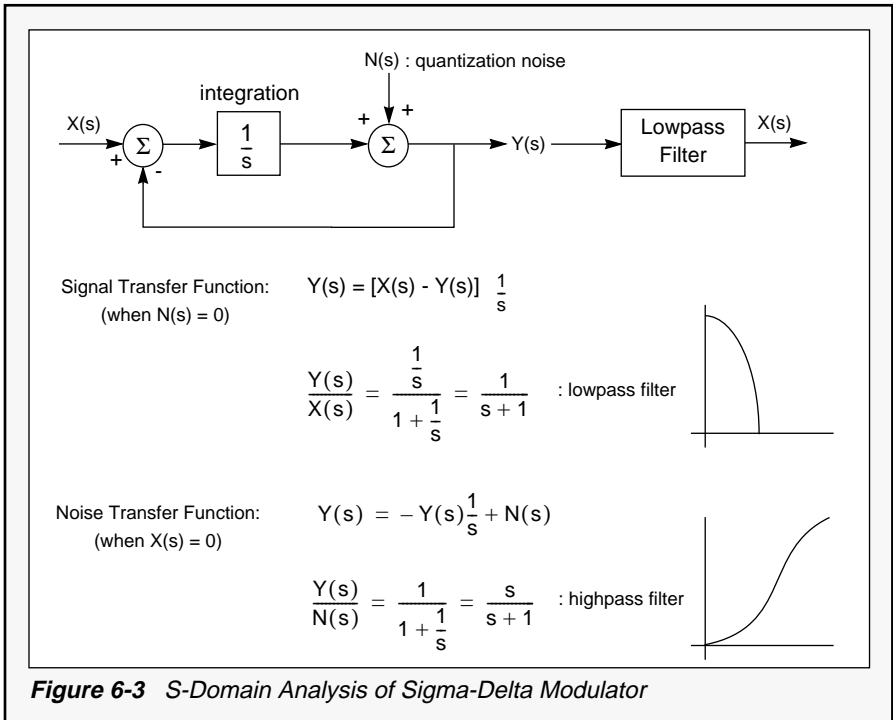 N(s) : quantization noise
integration
X(s)
+
-
Σ
1
s
+
+
Σ
Y(s)
Lowpass
Filter
X(s)
Signal Transfer Function:
(when N(s) = 0)
Y(s) = [X(s) - Y(s)] 1/s
Y(s)/X(s) = (1/s)/(1 + 1/s) = 1/(s + 1) : lowpass filter
Noise Transfer Function:
(when X(s) = 0)
Y(s) = – Y(s) 1/s + N(s)
Y(s)/N(s) = 1/(1 + 1/s) = s/(s + 1) : highpass filter
Figure 6-3 S-Domain Analysis of Sigma-Delta Modulator